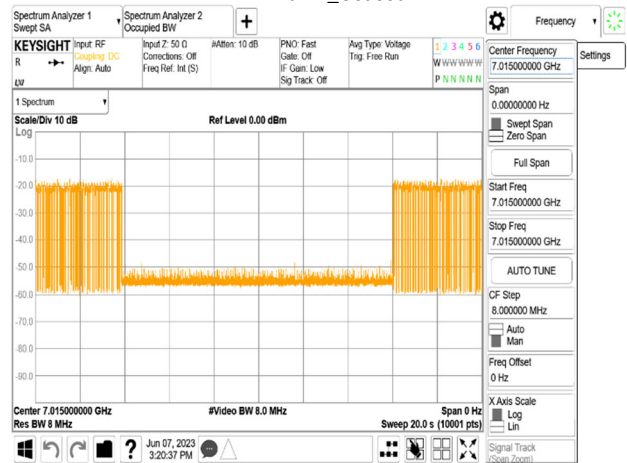 Spectrum Analyzer 1
Swept SA
Spectrum Analyzer 2
Occupied BW
+
Frequency
KEYSIGHT
R
Input: RF
Coupling: DC
Align: Auto
Input Z: 50 Ω
Corrections: Off
Freq Ref: Int (S)
#Atten: 10 dB
PNO: Fast
Gate: Off
IF Gain: Low
Sig Track: Off
Avg Type: Voltage
Trig: Free Run
1 2 3 4 5 6
W W W W W W
P N N N N N
Settings
Center Frequency
7.015000000 GHz
Span
0.00000000 Hz
Swept Span
Zero Span
Full Span
Start Freq
7.015000000 GHz
Stop Freq
7.015000000 GHz
AUTO TUNE
CF Step
8.000000 MHz
Auto
Man
Freq Offset
0 Hz
X Axis Scale
Log
Lin
Signal Track
(Span Zoom)
1 Spectrum
Scale/Div 10 dB
Ref Level 0.00 dBm
Log
-10.0
-20.0
-30.0
-40.0
-50.0
-60.0
-70.0
-80.0
-90.0
Center 7.015000000 GHz
#Video BW 8.0 MHz
Span 0 Hz
Res BW 8 MHz
Sweep 20.0 s (10001 pts)
?
Jun 07, 2023
3:20:37 PM